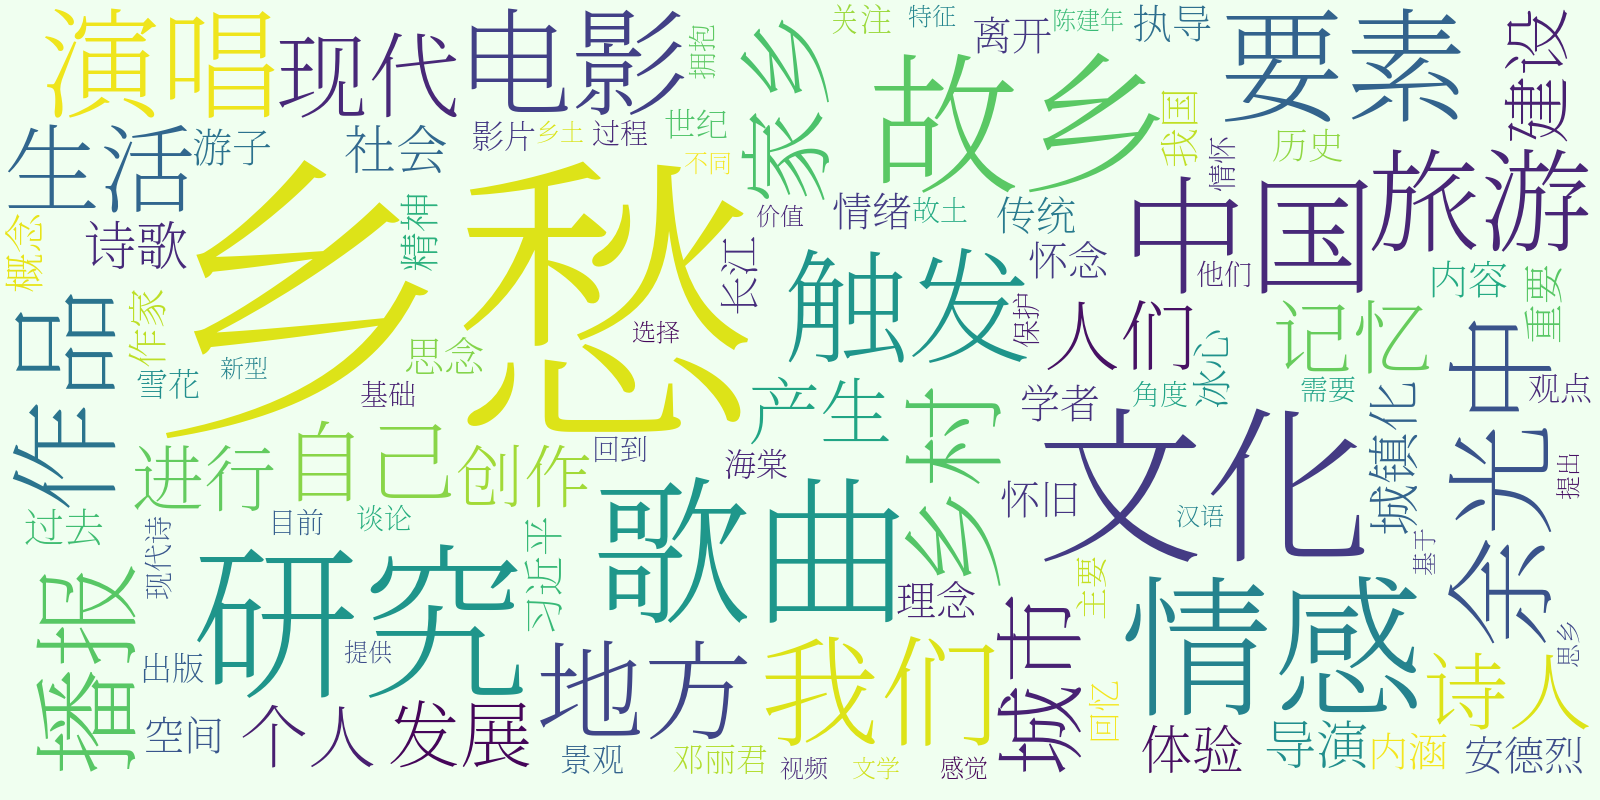 演唱
现代
电影
拥抱
家乡
关注
特征
离开
陈建年
执导
要素
建设
生活
游子
社会
影片
乡土
过程
世纪
不同
故乡
我国
情怀
历史
旅游
概念
诗歌
精神
乡愁
价值
情绪
故土
传统
中国
他们
怀念
内容
重要
长江
触发
保护
人们
冰心
记忆
作品
作家
雪花
新型
思念
基础
选择
产生
乡村
学者
角度
需要
城镇化
余光中
观点
进行
自己
创作
回到
海棠
怀旧
文化
汉语
基于
提出
过去
现代诗
目前
谈论
习近平
歌曲
理念
主要
播报
研究
出版
提供
地方
我们
城市
回忆
情感
思乡
诗人
空间
个人
发展
景观
邓丽君
视频
文学
感觉
体验
导演
内涵
安德烈